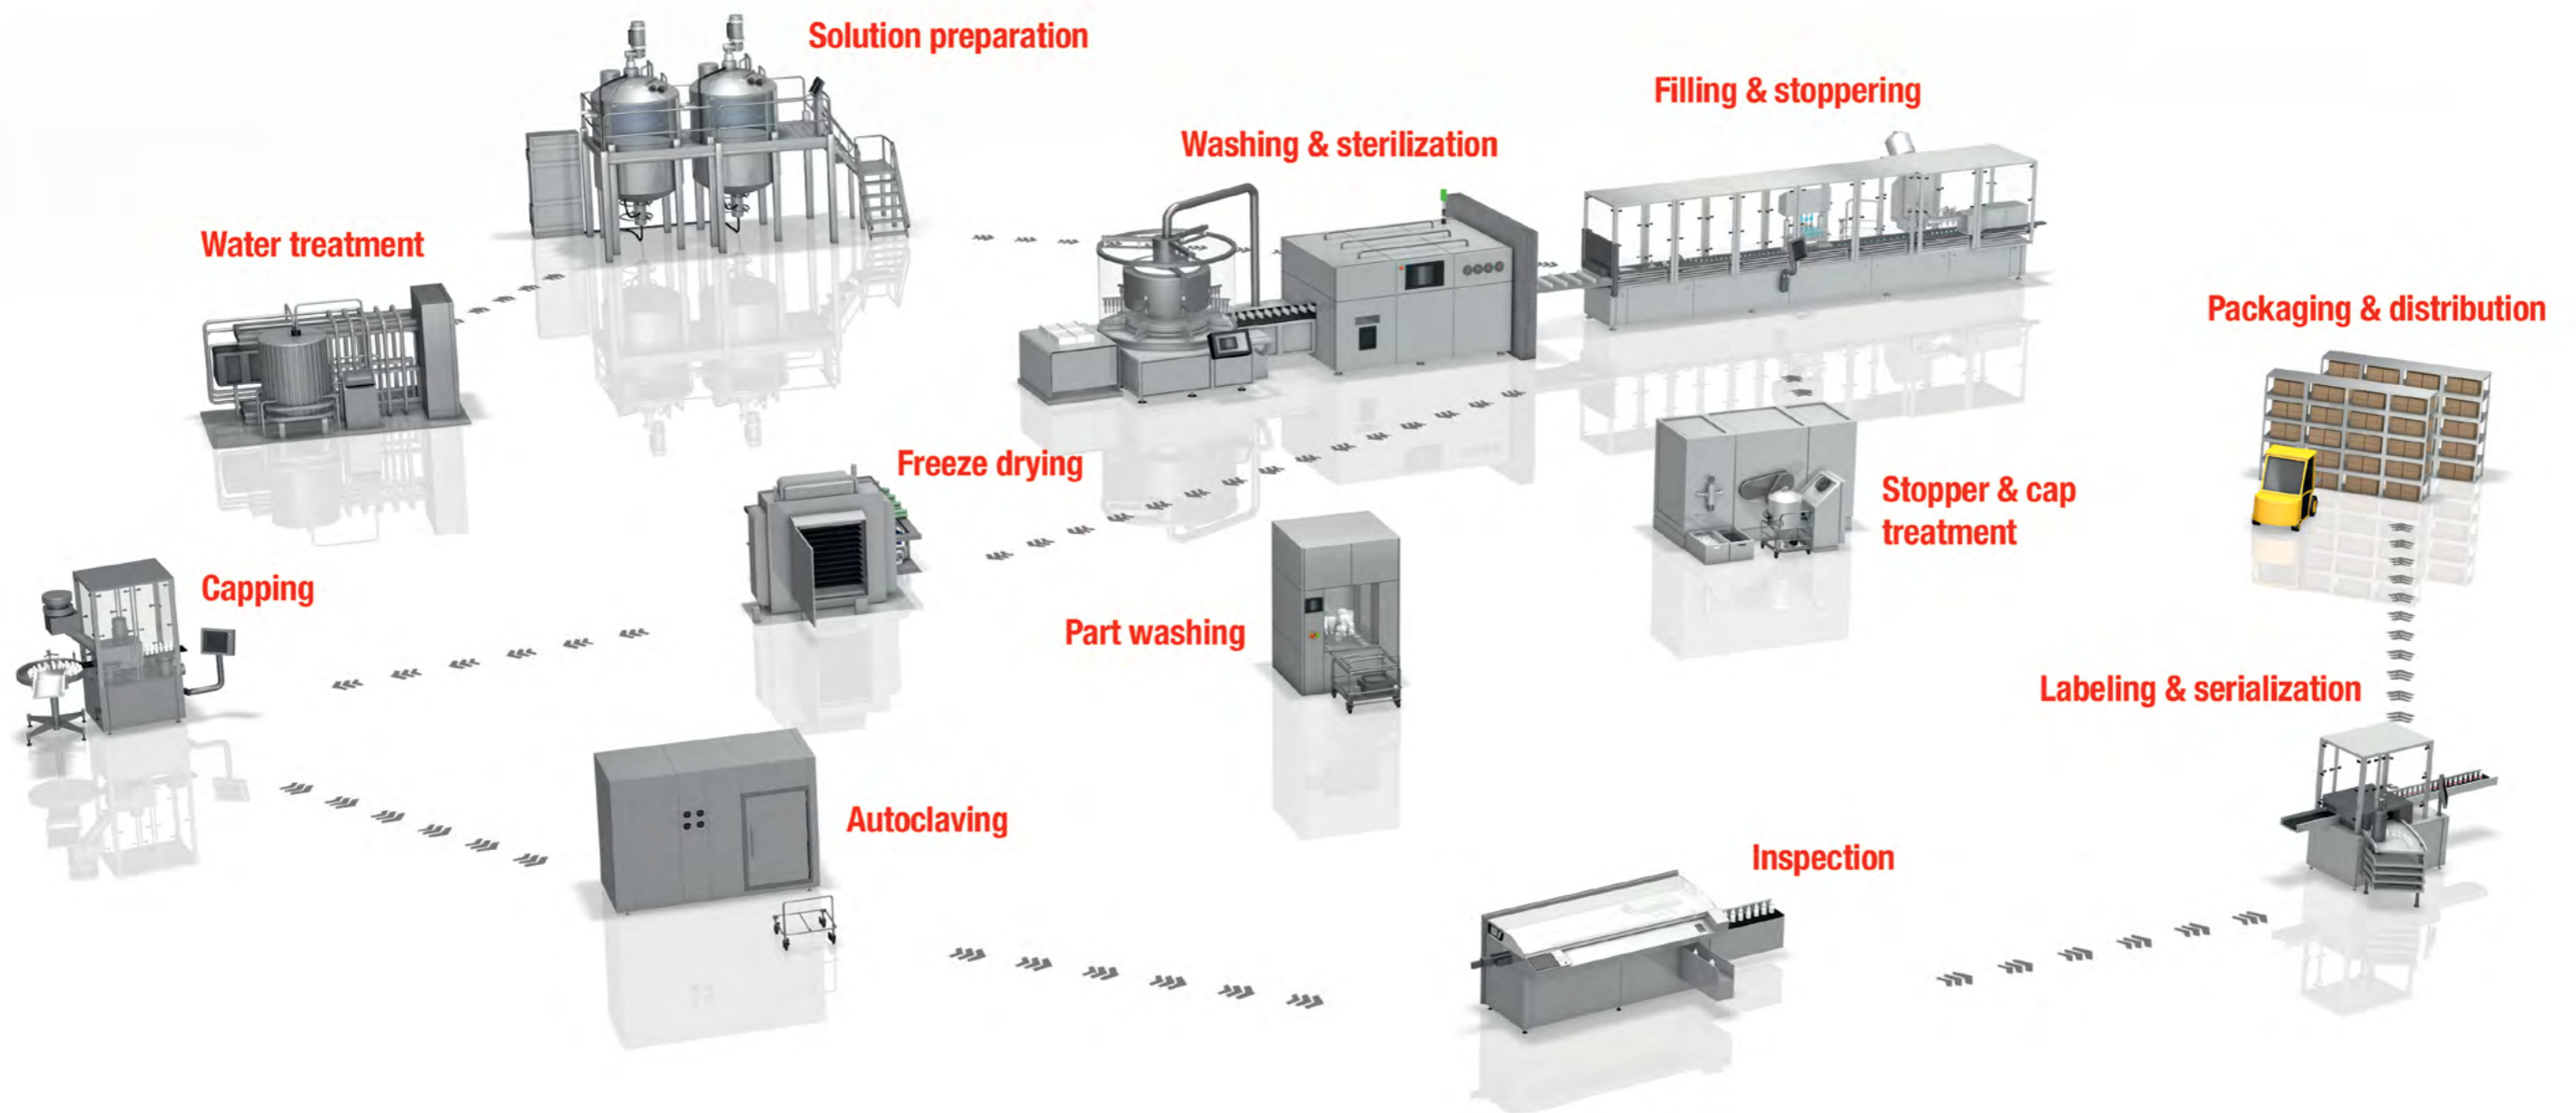 Solution preparation
Filling & stoppering
Washing & sterilization
Water treatment
Packaging & distribution
Freeze drying
Stopper & cap
treatment
Capping
Part washing
Labeling & serialization
Autoclaving
Inspection